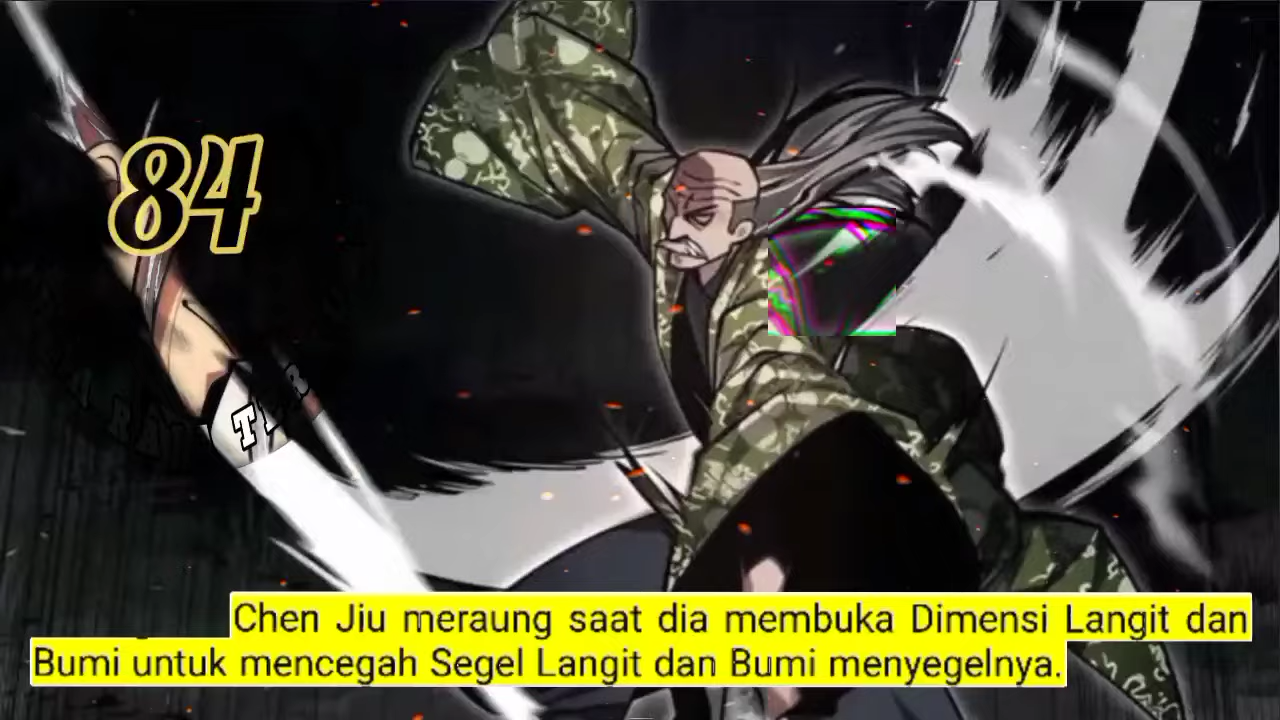 84
Chen Jiu meraung saat dia membuka Dimensi Langit dan
Bumi untuk mencegah Segel Langit dan Bumi menyegelnya.